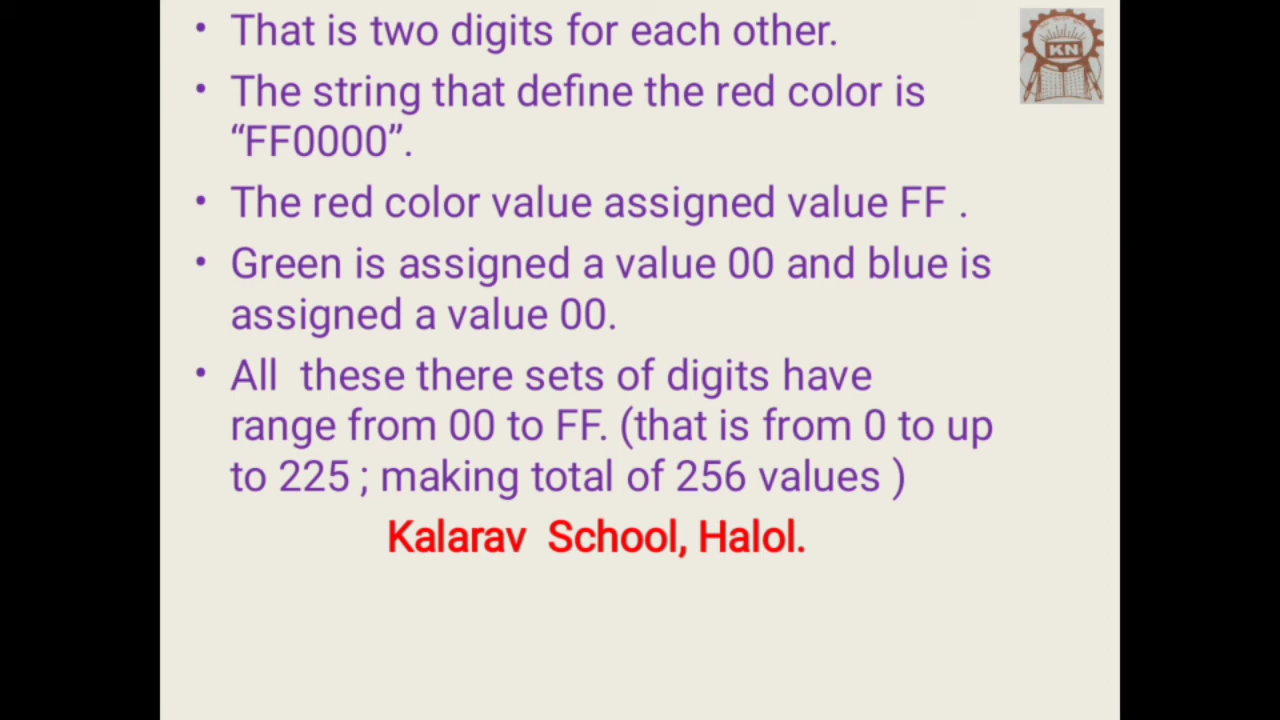 • That is two digits for each other.
• The string that define the red color is
“FF0000”.
• The red color value assigned value FF .
• Green is assigned a value 00 and blue is
assigned a value 00.
• All these there sets of digits have
range from 00 to FF. (that is from 0 to up
to 225 ; making total of 256 values )
Kalarav School, Halol.
KN